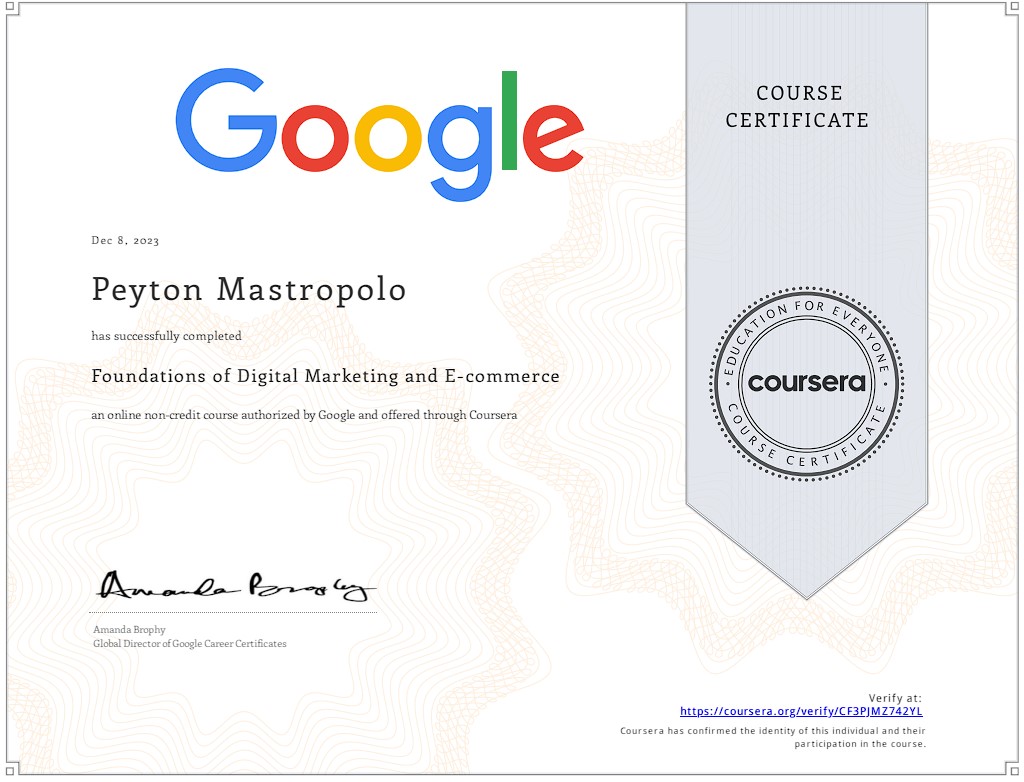 Google
COURSE
CERTIFICATE
Dec 8, 2023
Peyton Mastropolo
has successfully completed
Foundations of Digital Marketing and E-commerce
an online non-credit course authorized by Google and offered through Coursera
EDUCATION FOR EVERYONE
coursera
COURSE CERTIFICATE
Amanda Brophy
Amanda Brophy
Global Director of Google Career Certificates
Verify at:
https://coursera.org/verify/CF3PJMZ742YL
Coursera has confirmed the identity of this individual and their
participation in the course.